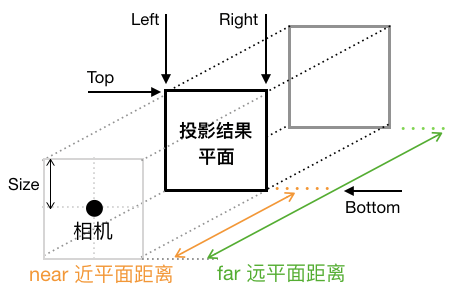 Left
Right
Top
投影结果
平面
Size
相机
Bottom
near 近平面距离
far 远平面距离